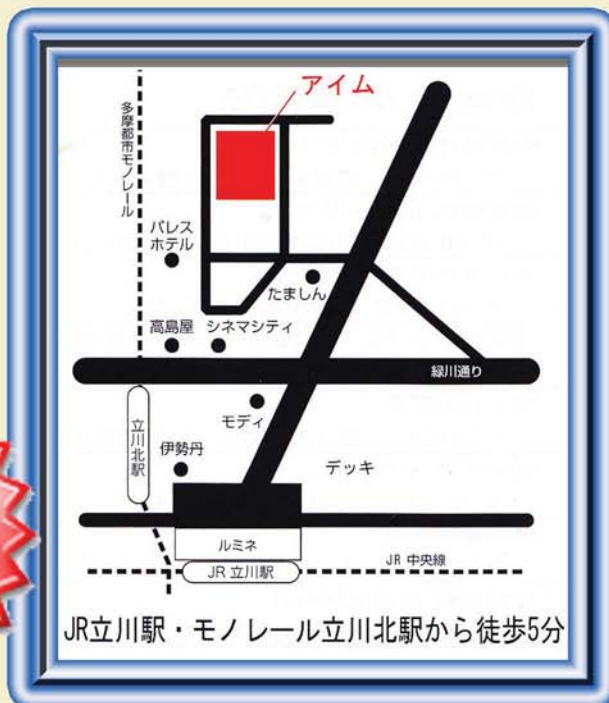 アイム
多摩都市モノレール
パレス
ホテル
たましん
高島屋
シネマシティ
緑川通り
モディ
立川北駅
伊勢丹
デッキ
ルミネ
JR 中央線
JR 立川駅
JR立川駅・モノレール立川北駅から徒歩5分